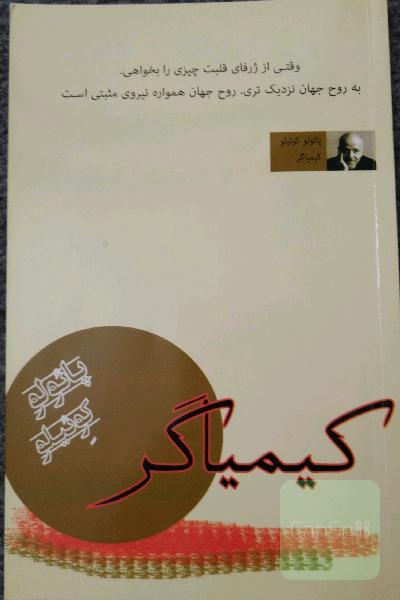 وقتی از ژرفای قلبت چیزی را بخواهی.
به روح جهان نزدیک تری. روح جهان همواره نیروی مثبتی است
پائولو کوئیلو
کیمیاگر
پائولو
کوئیلو
کیمیاگر